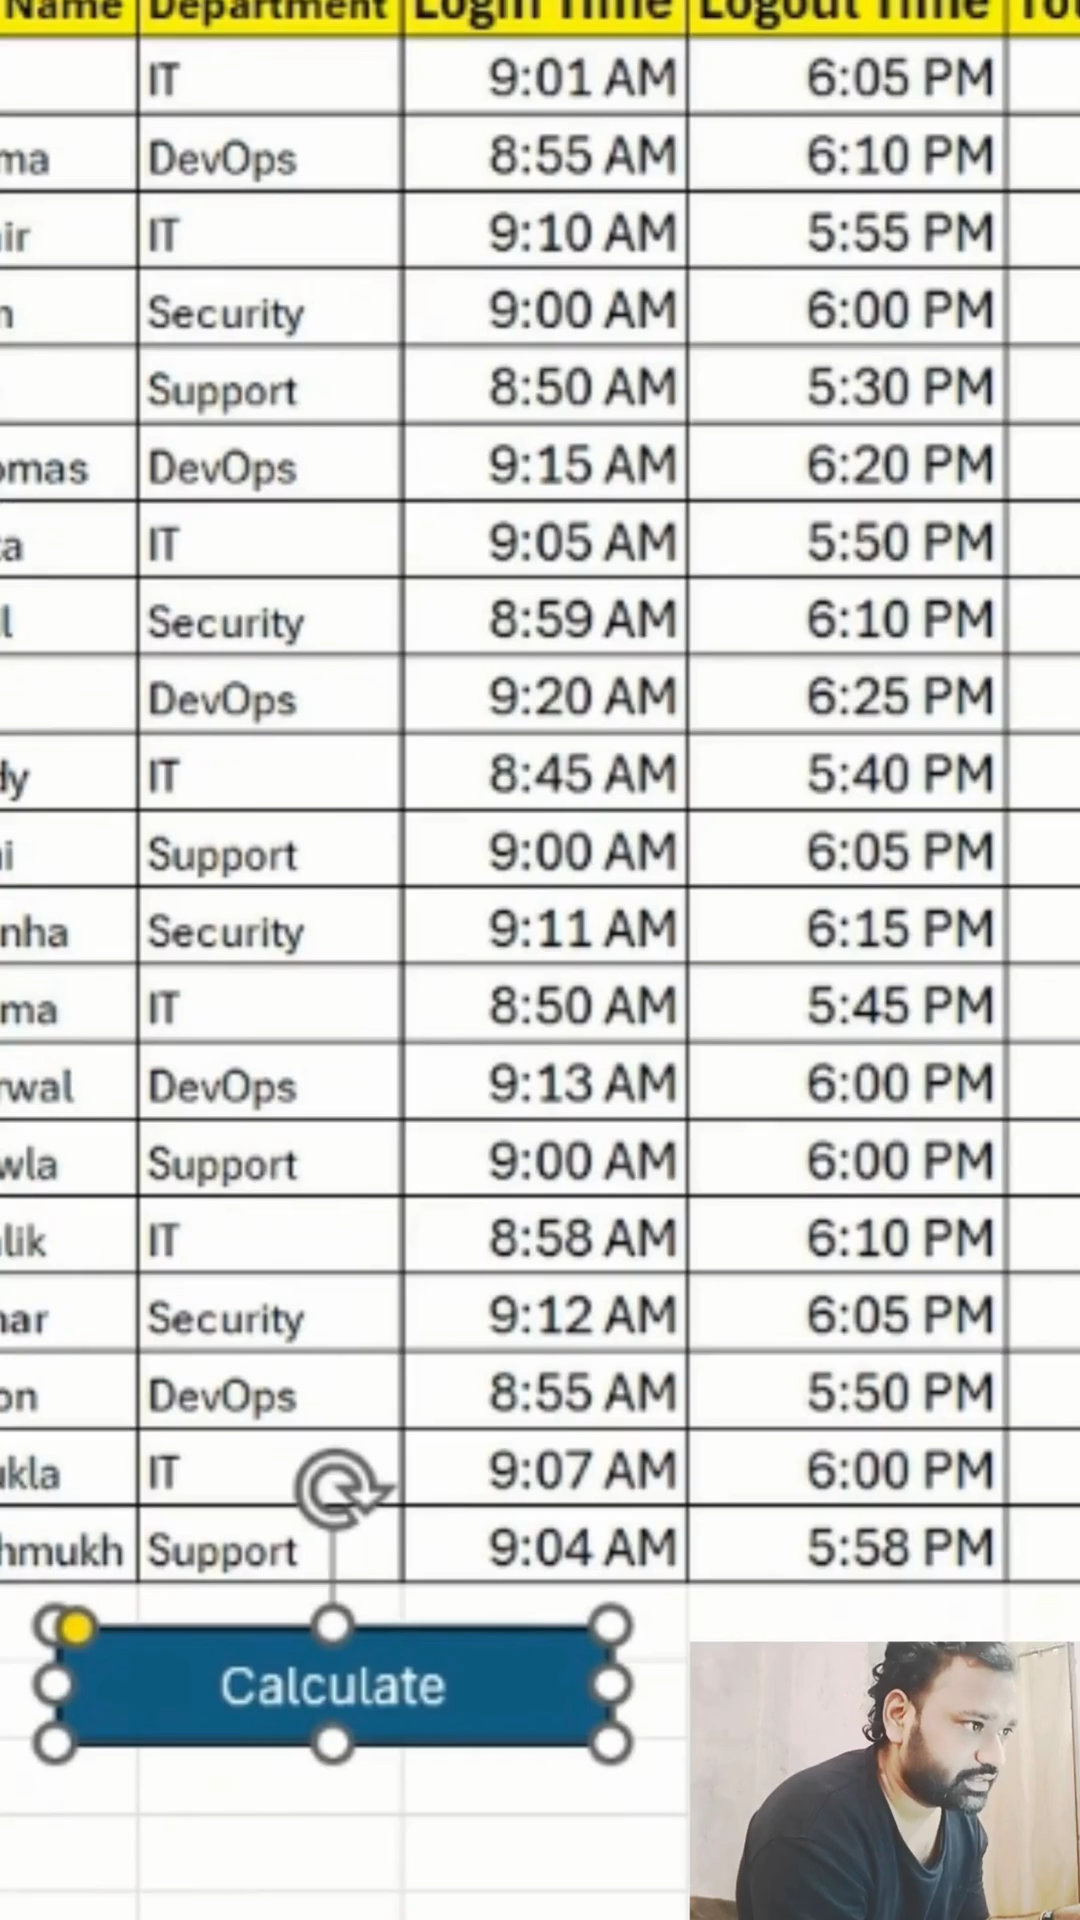 Name Department Login Time Logout Time
IT 9:01 AM 6:05 PM
ma DevOps 8:55 AM 6:10 PM
ir IT 9:10 AM 5:55 PM
n Security 9:00 AM 6:00 PM
Support 8:50 AM 5:30 PM
omas DevOps 9:15 AM 6:20 PM
ta IT 9:05 AM 5:50 PM
l Security 8:59 AM 6:10 PM
DevOps 9:20 AM 6:25 PM
dy IT 8:45 AM 5:40 PM
i Support 9:00 AM 6:05 PM
nha Security 9:11 AM 6:15 PM
ma IT 8:50 AM 5:45 PM
rwal DevOps 9:13 AM 6:00 PM
wla Support 9:00 AM 6:00 PM
lik IT 8:58 AM 6:10 PM
nar Security 9:12 AM 6:05 PM
on DevOps 8:55 AM 5:50 PM
ukla IT 9:07 AM 6:00 PM
hmukh Support 9:04 AM 5:58 PM
Calculate